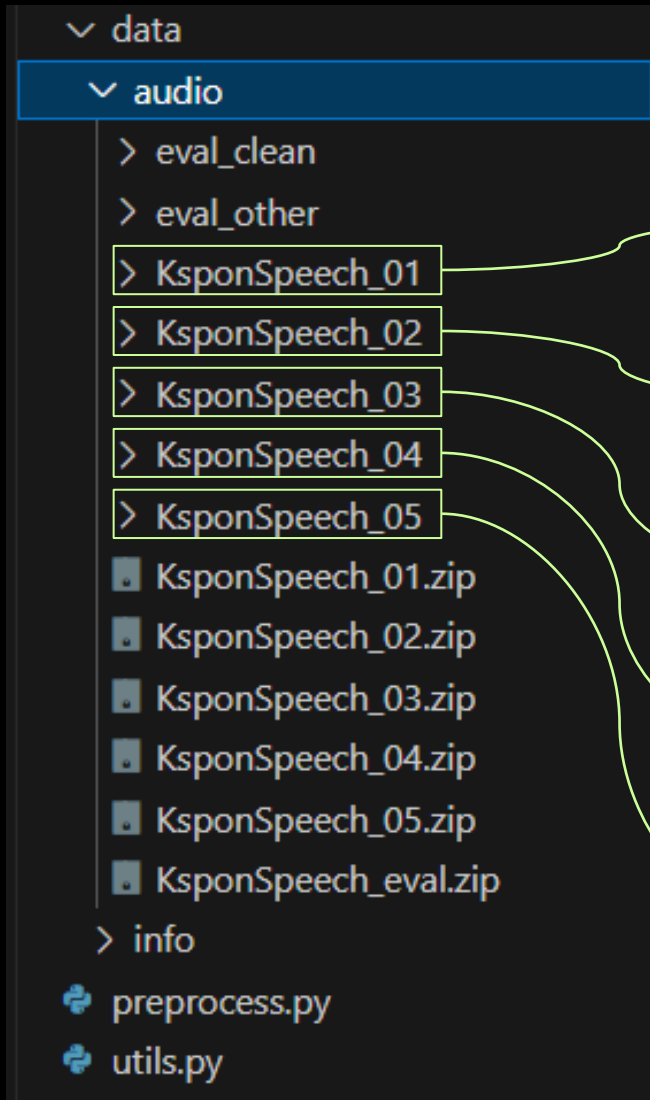 data
audio
eval_clean
eval_other
KsponSpeech_01
KsponSpeech_02
KsponSpeech_03
KsponSpeech_04
KsponSpeech_05
KsponSpeech_01.zip
KsponSpeech_02.zip
KsponSpeech_03.zip
KsponSpeech_04.zip
KsponSpeech_05.zip
KsponSpeech_eval.zip
info
preprocess.py
utils.py